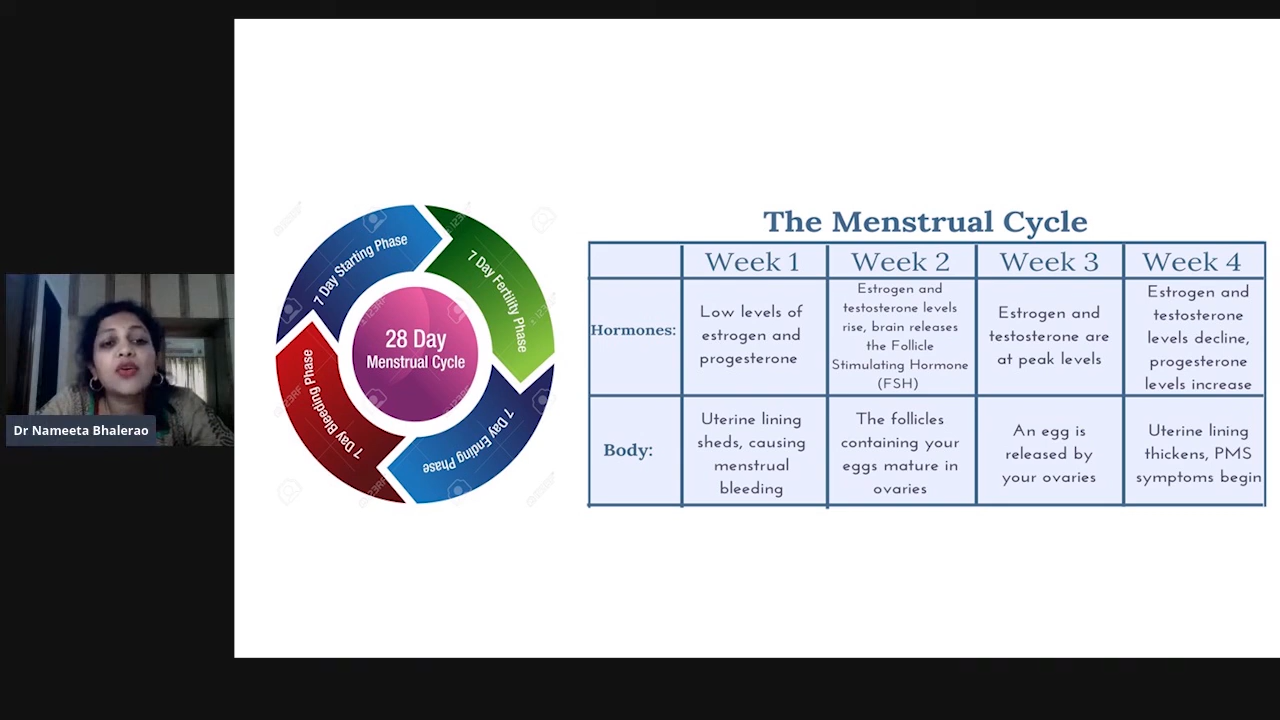 7 Day Starting Phase
7 Day Fertility Phase
28 Day
Menstrual Cycle
7 Day Bleeding Phase
7 Day Ending Phase
Dr Nameeta Bhalerao
The Menstrual Cycle
Week 1
Week 2
Week 3
Week 4
Hormones:
Low levels of
estrogen and
progesterone
Estrogen and
testosterone levels
rise, brain releases
the Follicle
Stimulating Hormone
(FSH)
Estrogen and
testosterone are
at peak levels
Estrogen and
testosterone
levels decline,
progesterone
levels increase
Body:
Uterine lining
sheds, causing
menstrual
bleeding
The follicles
containing your
eggs mature in
ovaries
An egg is
released by
your ovaries
Uterine lining
thickens, PMS
symptoms begin